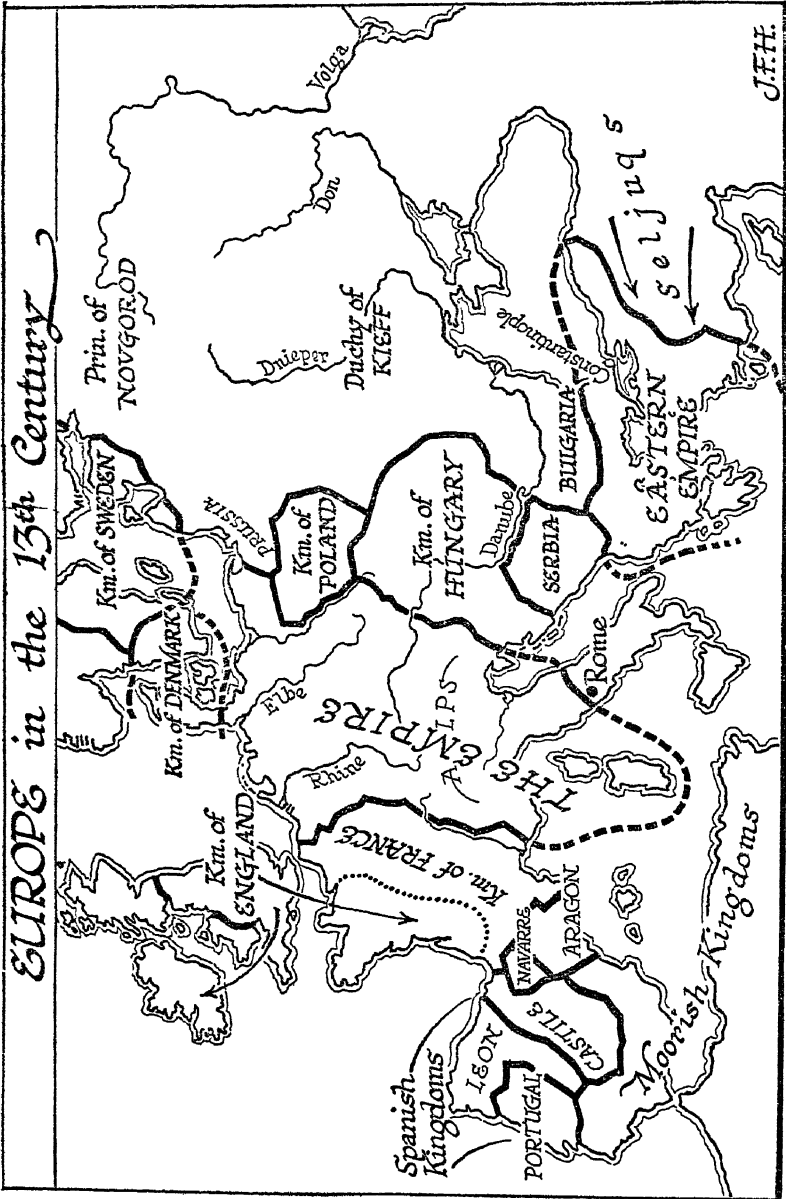 EUROPE in the 13th Century
Km. of SWEDEN
Prin. of
NOVGOROD
Volga
Km. of DENMARK
Km. of
ENGLAND
PRUSSIA
Elbe
Km. of
POLAND
Dnieper
Don
Duchy of
KIEFF
Rhine
Km. of FRANCE
THE EMPIRE
ALPS
Km. of
HUNGARY
Danube
SERBIA
BULGARIA
Constantinople
Spanish
Kingdoms
LEON
NAVARRE
ARAGON
CASTILE
PORTUGAL
Rome
EASTERN
EMPIRE
Seljuqs
Moorish Kingdoms
J.F.H.